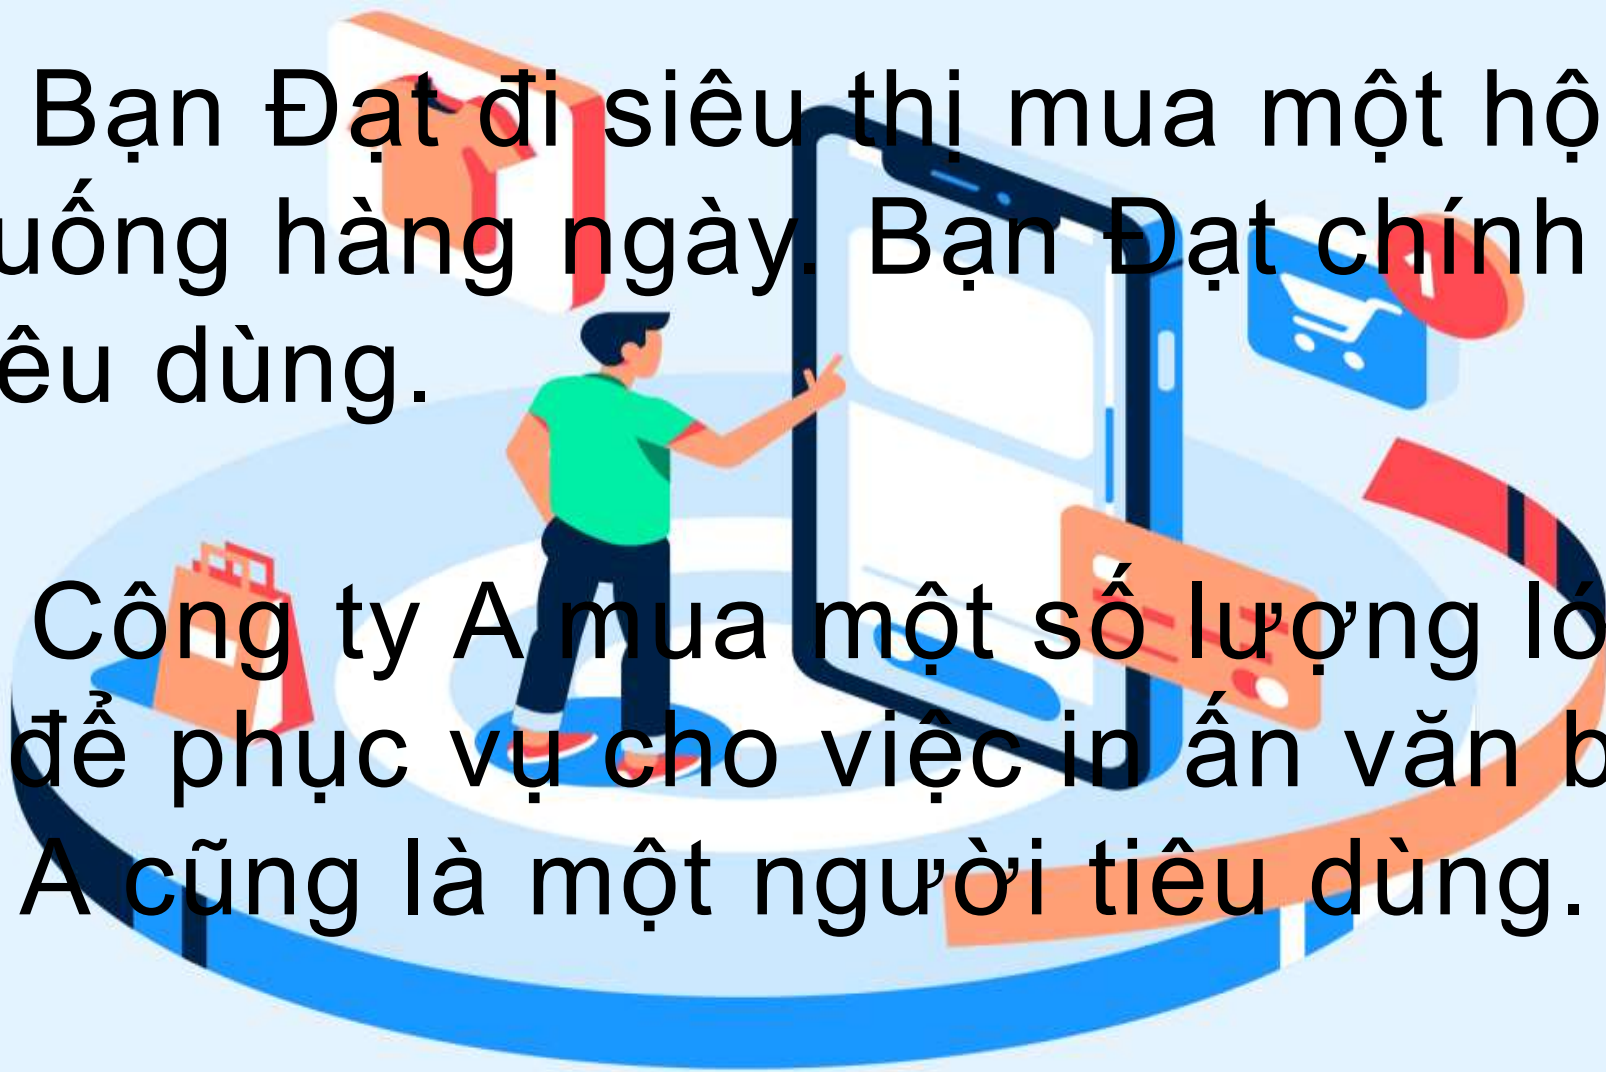 Bạn Đạt đi siêu thị mua một hộ
uống hàng ngày. Bạn Đạt chính
êu dùng.
Công ty A mua một số lượng lớ
để phục vụ cho việc in ấn văn b
A cũng là một người tiêu dùng.